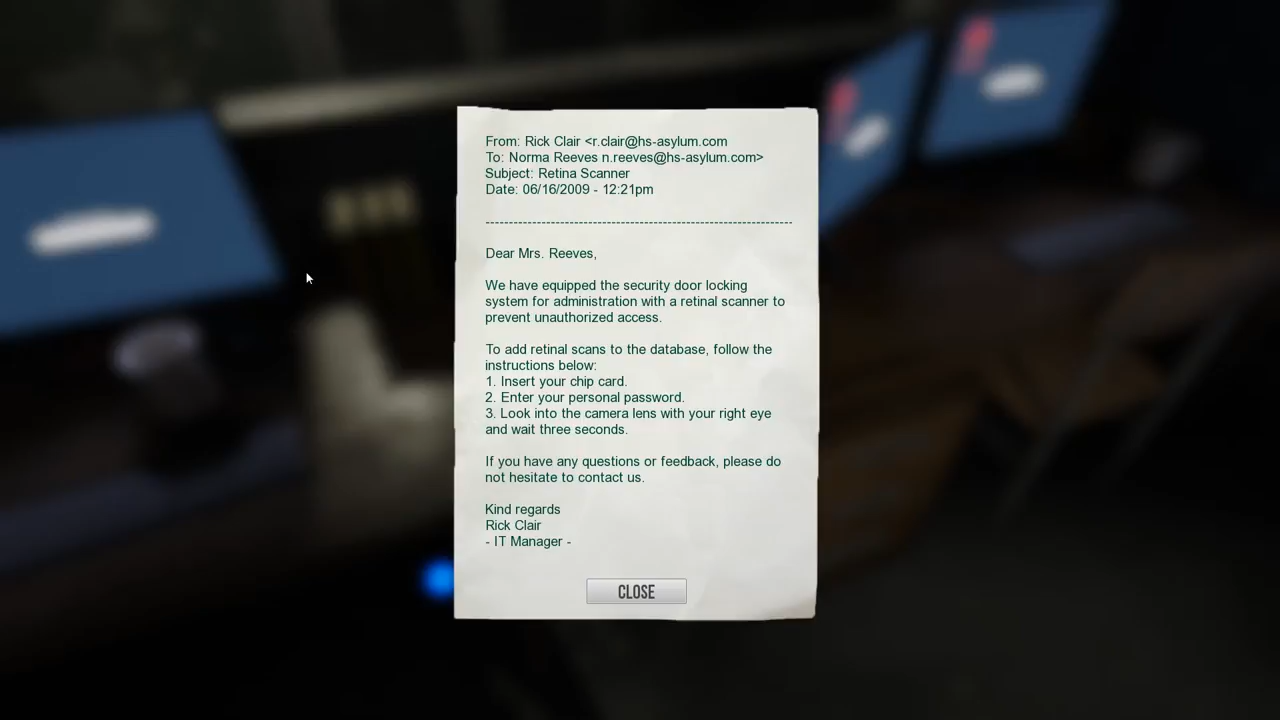 From: Rick Clair <r.clair@hs-asylum.com
To: Norma Reeves n.reeves@hs-asylum.com>
Subject: Retina Scanner
Date: 06/16/2009 - 12:21pm
------------------------------------------------------------------
Dear Mrs. Reeves,
We have equipped the security door locking
system for administration with a retinal scanner to
prevent unauthorized access.
To add retinal scans to the database, follow the
instructions below:
1. Insert your chip card.
2. Enter your personal password.
3. Look into the camera lens with your right eye
and wait three seconds.
If you have any questions or feedback, please do
not hesitate to contact us.
Kind regards
Rick Clair
- IT Manager -
CLOSE